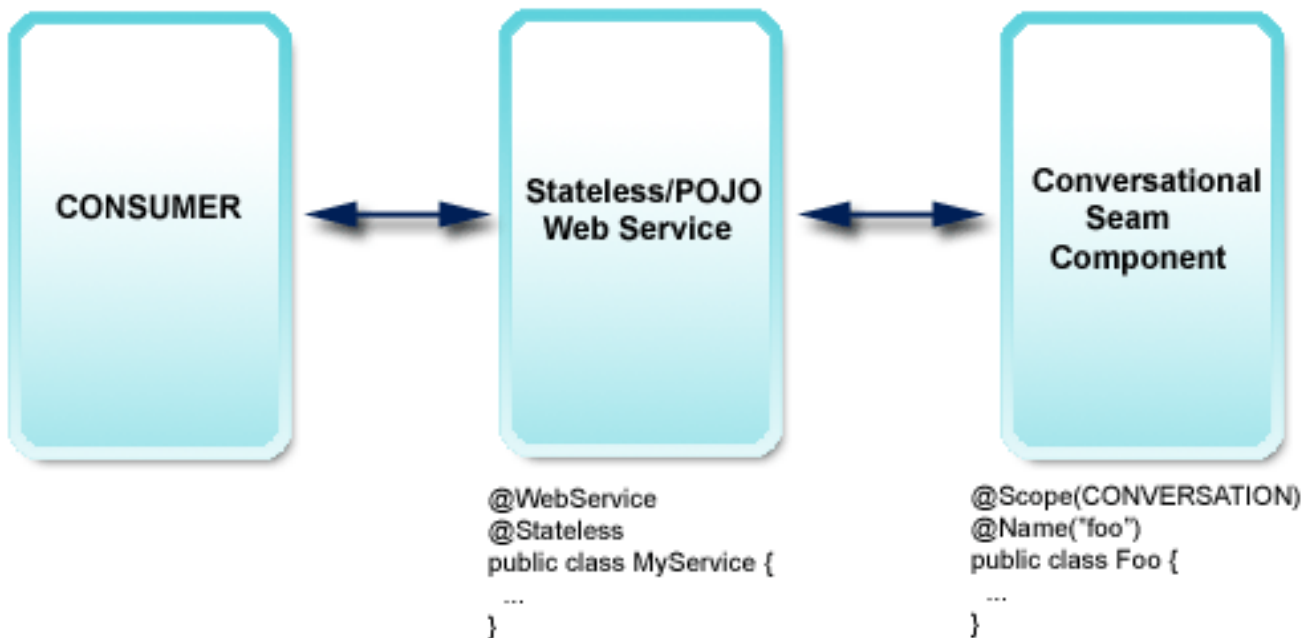 CONSUMER
Stateless/POJO
Web Service
Conversational
Seam
Component
@WebService
@Stateless
public class MyService {
...
}
@Scope(CONVERSATION)
@Name("foo")
public class Foo {
...
}